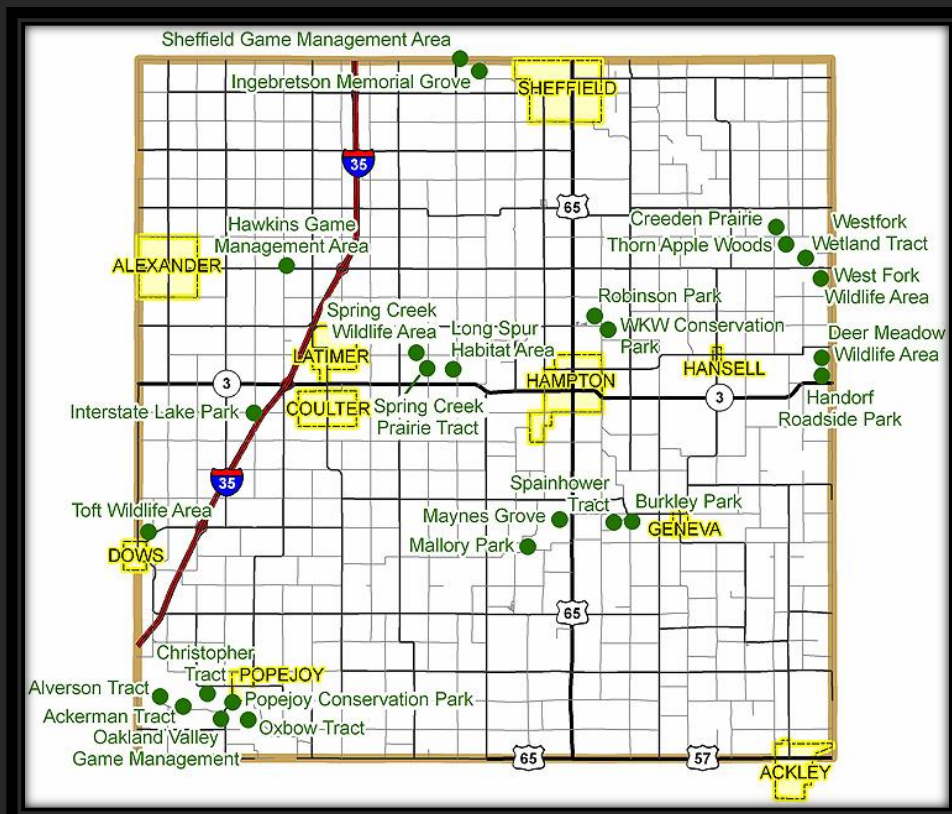 Sheffield Game Management Area
Ingebretson Memorial Grove
SHEFFIELD
35
65
Hawkins Game
Management Area
ALEXANDER
Creeden Prairie
Thorn Apple Woods
Westfork
Wetland Tract
West Fork
Wildlife Area
Robinson Park
WKW Conservation
Park
Spring Creek
Wildlife Area
Long Spur
Habitat Area
Deer Meadow
Wildlife Area
LATIMER
HANSELL
HAMPTON
3
3
COULTER
Interstate Lake Park
Spring Creek
Prairie Tract
Handorf
Roadside Park
35
Spainhower
Tract
Burkley Park
Toft Wildlife Area
Maynes Grove
GENEVA
Mallory Park
DOWS
65
Christopher
Tract
POPEJOY
Alverson Tract
Popejoy Conservation Park
Ackerman Tract
Oxbow Tract
Oakland Valley
Game Management
65
57
ACKLEY